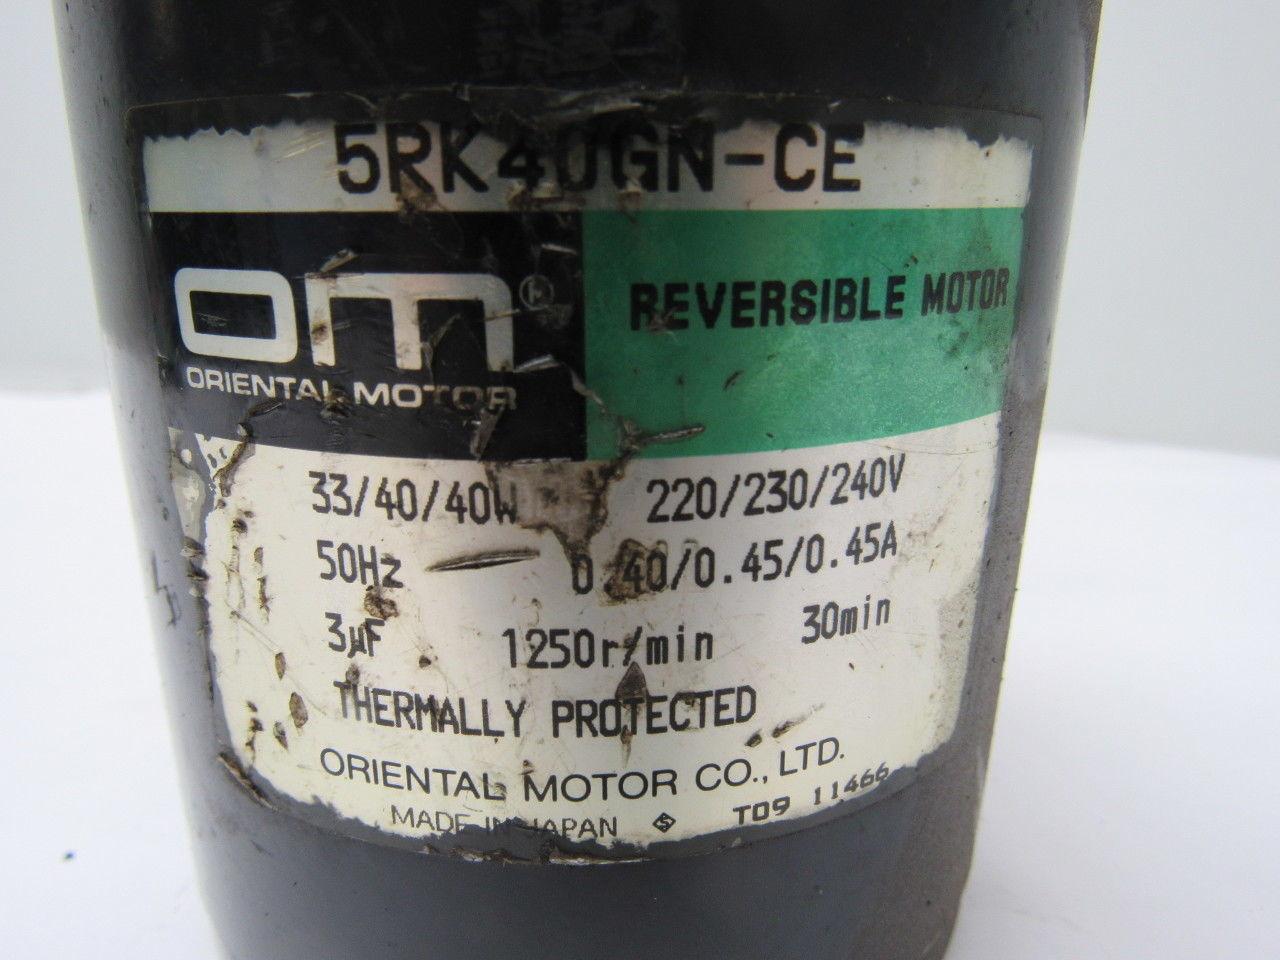 5RK40GN-CE
om®
ORIENTAL MOTOR
REVERSIBLE MOTOR
33/40/40W 220/230/240V
50Hz 0.40/0.45/0.45A
3μF 1250r/min 30min
THERMALLY PROTECTED
ORIENTAL MOTOR CO., LTD.
MADE IN JAPAN S T09 11466